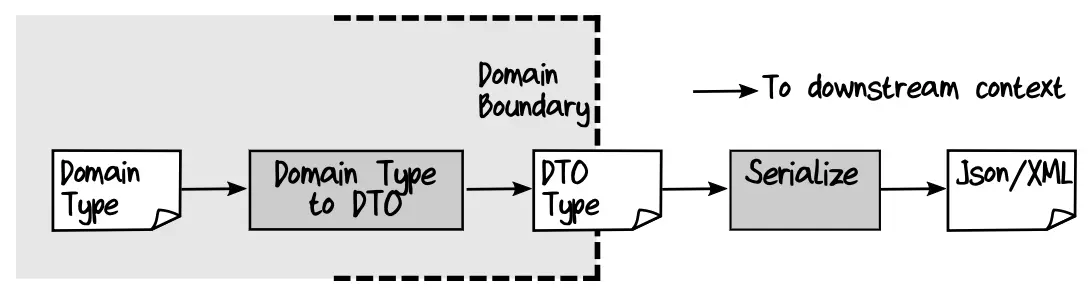 Domain
Boundary
To downstream context
Domain
Type
Domain Type
to DTO
DTO
Type
Serialize
Json/XML